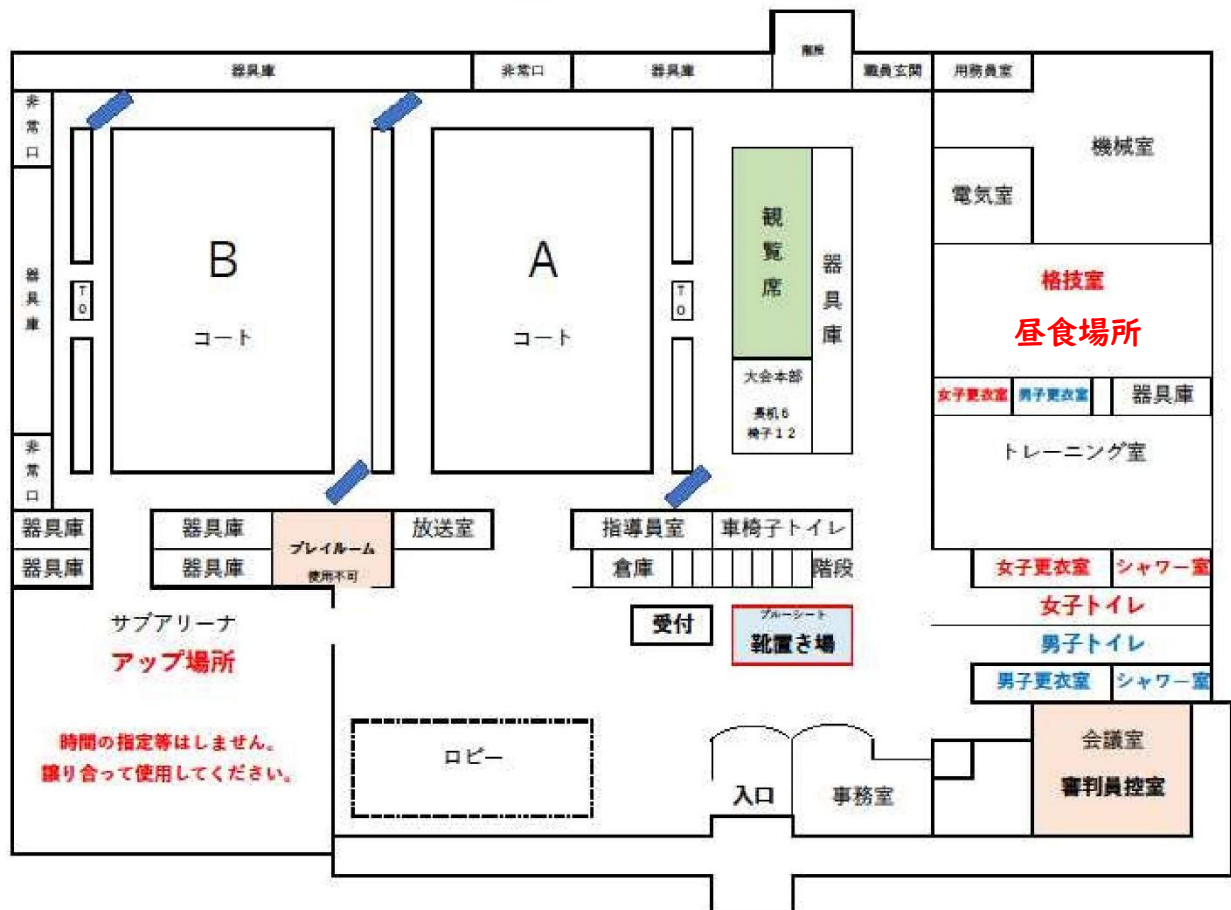 階段
器具庫
非常口
器具庫
職員玄関
用務員室
非常口
機械室
電気室
観覧席
B
A
器具庫
器具庫
格技室
TO
TO
コート
コート
昼食場所
大会本部
長机6
椅子12
女子更衣室
男子更衣室
器具庫
トレーニング室
非常口
器具庫
器具庫
放送室
指導員室
車椅子トイレ
プレイルーム
使用不可
器具庫
器具庫
倉庫
階段
女子更衣室
シャワー室
女子トイレ
サブアリーナ
受付
ブルーシート
靴置き場
男子トイレ
アップ場所
男子更衣室
シャワー室
時間の指定等はしません。
譲り合って使用してください。
ロビー
会議室
審判員控室
入口
事務室